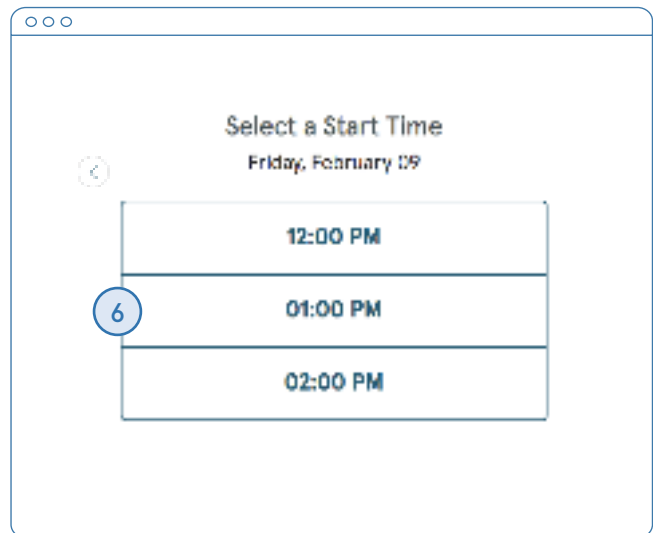 Select a Start Time
Friday, February 09
12:00 PM
6
01:00 PM
02:00 PM